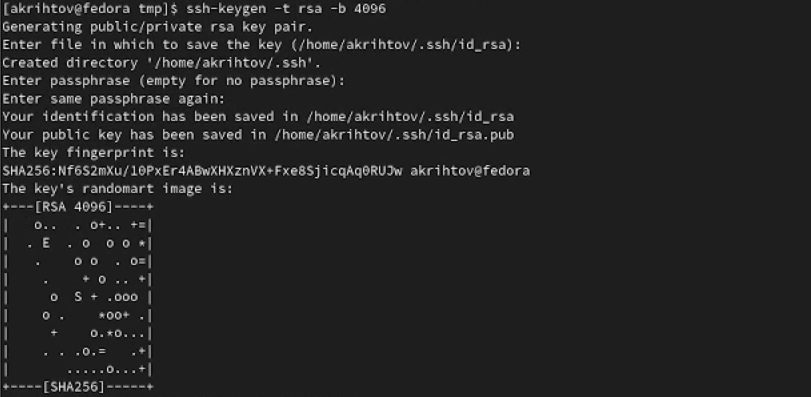 [akrihtov@fedora tmp]$ ssh-keygen -t rsa -b 4096
Generating public/private rsa key pair.
Enter file in which to save the key (/home/akrihtov/.ssh/id_rsa):
Created directory '/home/akrihtov/.ssh'.
Enter passphrase (empty for no passphrase):
Enter same passphrase again:
Your identification has been saved in /home/akrihtov/.ssh/id_rsa
Your public key has been saved in /home/akrihtov/.ssh/id_rsa.pub
The key fingerprint is:
SHA256:Nf6S2mXu/10PxEr4ABwXHXznVX+Fxe8SjicqAq0RUJw akrihtov@fedora
The key's randomart image is:
+---[RSA 4096]----+
|   o..  . o+.. +=|
|  . E  . o  o o *|
|   .    o o  . o=|
|    .    + o .. +|
|     o  S + .ooo |
|    o .    *oo+ .|
|     +    o.*o...|
|    . . .o.=   .+|
|       .....o...+|
+----[SHA256]-----+